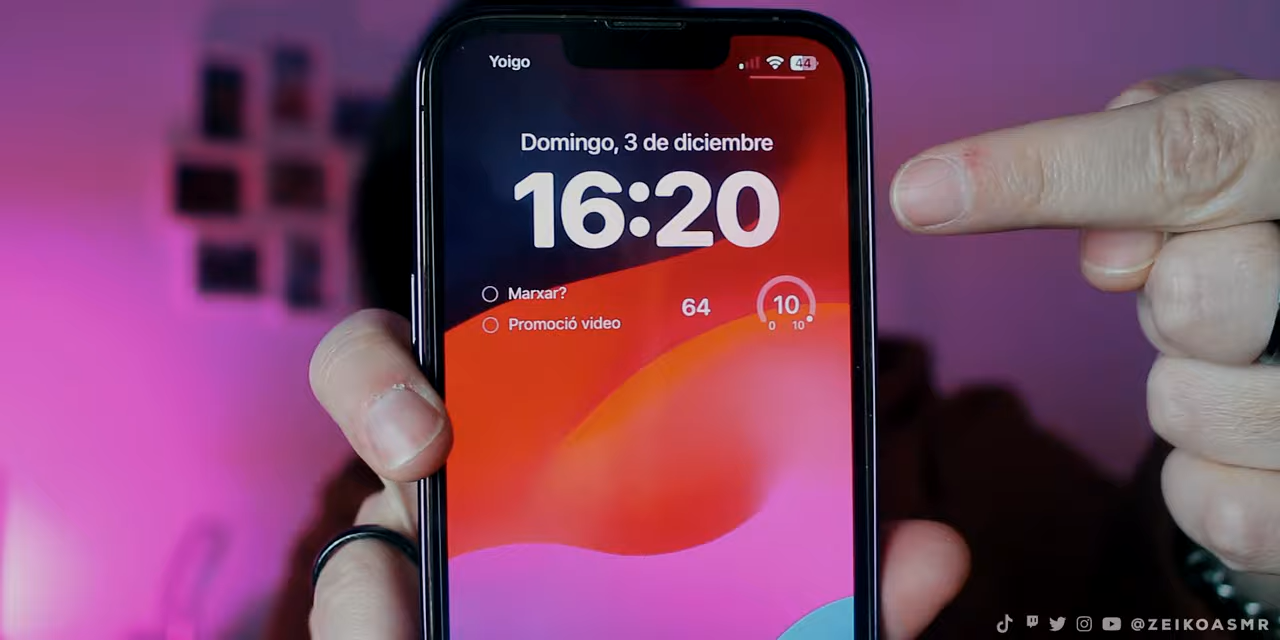 Yoigo 44
Domingo, 3 de diciembre
16:20
Marxar?
Promoció video
64
10
0 10
@ZEIKOASMR